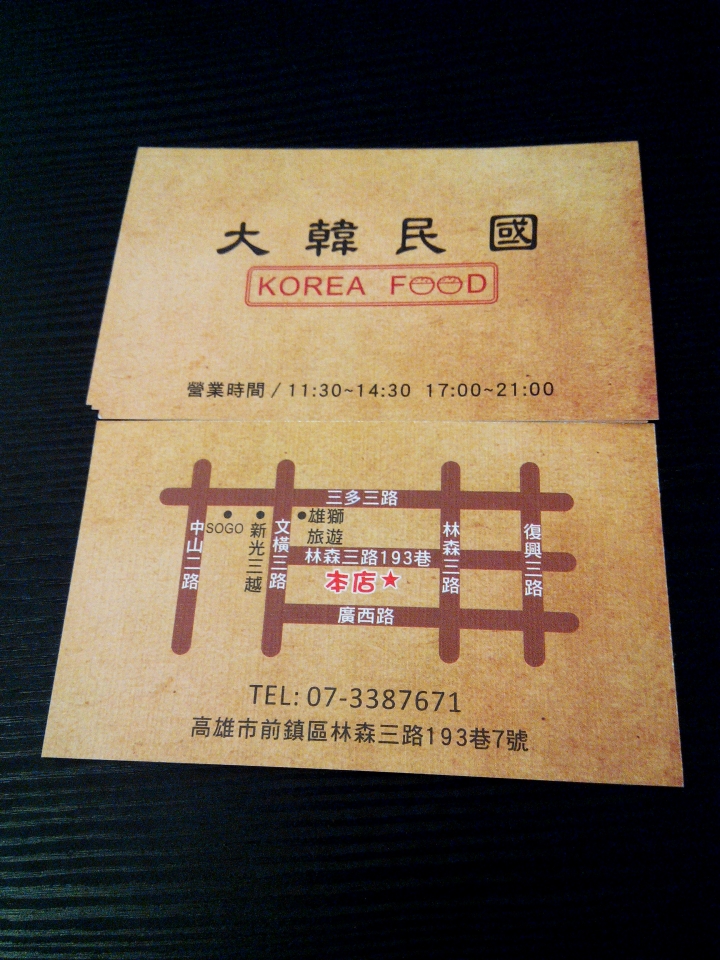 大韓民國
KOREA FOOD
營業時間 / 11:30~14:30 17:00~21:00
三多三路
中山二路
SOGO
新光三越
文橫三路
雄獅
旅遊
林森三路193巷
本店★
林森三路
復興三路
廣西路
TEL: 07-3387671
高雄市前鎮區林森三路193巷7號